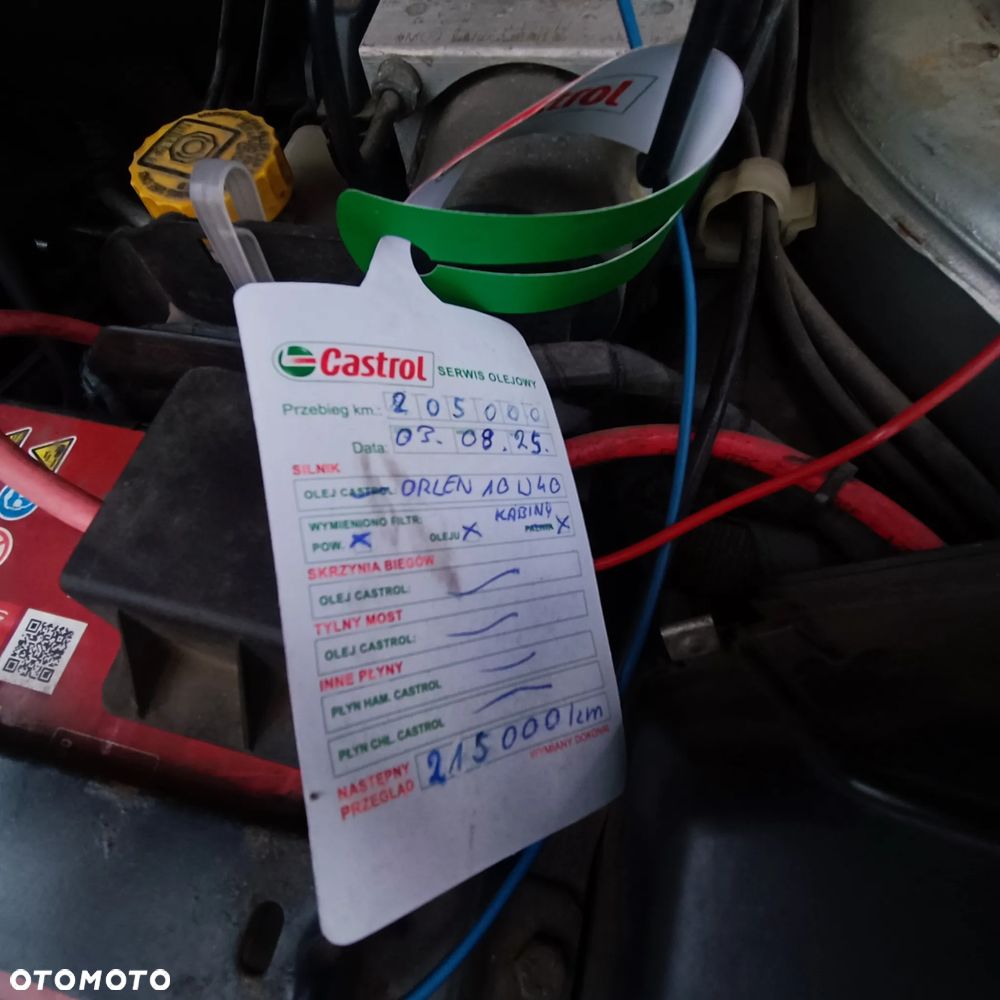 trol
Castrol SERWIS OLEJOWY
Przebieg km.: 205000
Data: 03.08.25.
SILNIK
OLEJ CASTROL ORLEN 10W40
WYMIENIONO FILTR: KABINY
POW. X OLEJU X PALIWA X
SKRZYNIA BIEGÓW
OLEJ CASTROL:
TYLNY MOST
OLEJ CASTROL:
INNE PŁYNY
PŁYN HAM. CASTROL
PŁYN CHŁ. CASTROL
NASTĘPNY PRZEGLĄD 215000 km
WYMIANY DOKONAŁ
OTOMOTO